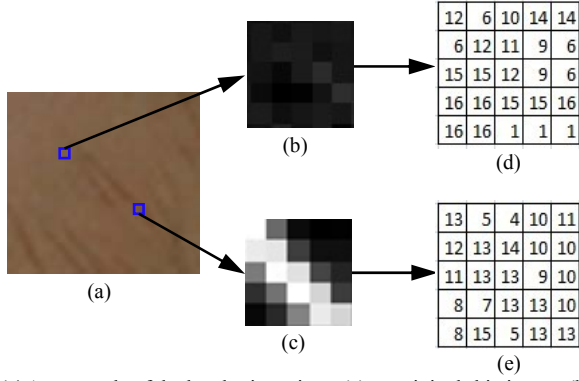 12 6 10 14 14
6 12 11 9 6
15 15 12 9 6
16 16 15 15 16
16 16 1 1 1
(b)
(d)
13 5 4 10 11
12 13 14 10 10
11 13 13 9 10
8 7 13 13 10
8 15 5 13 13
(a)
(c)
(e)